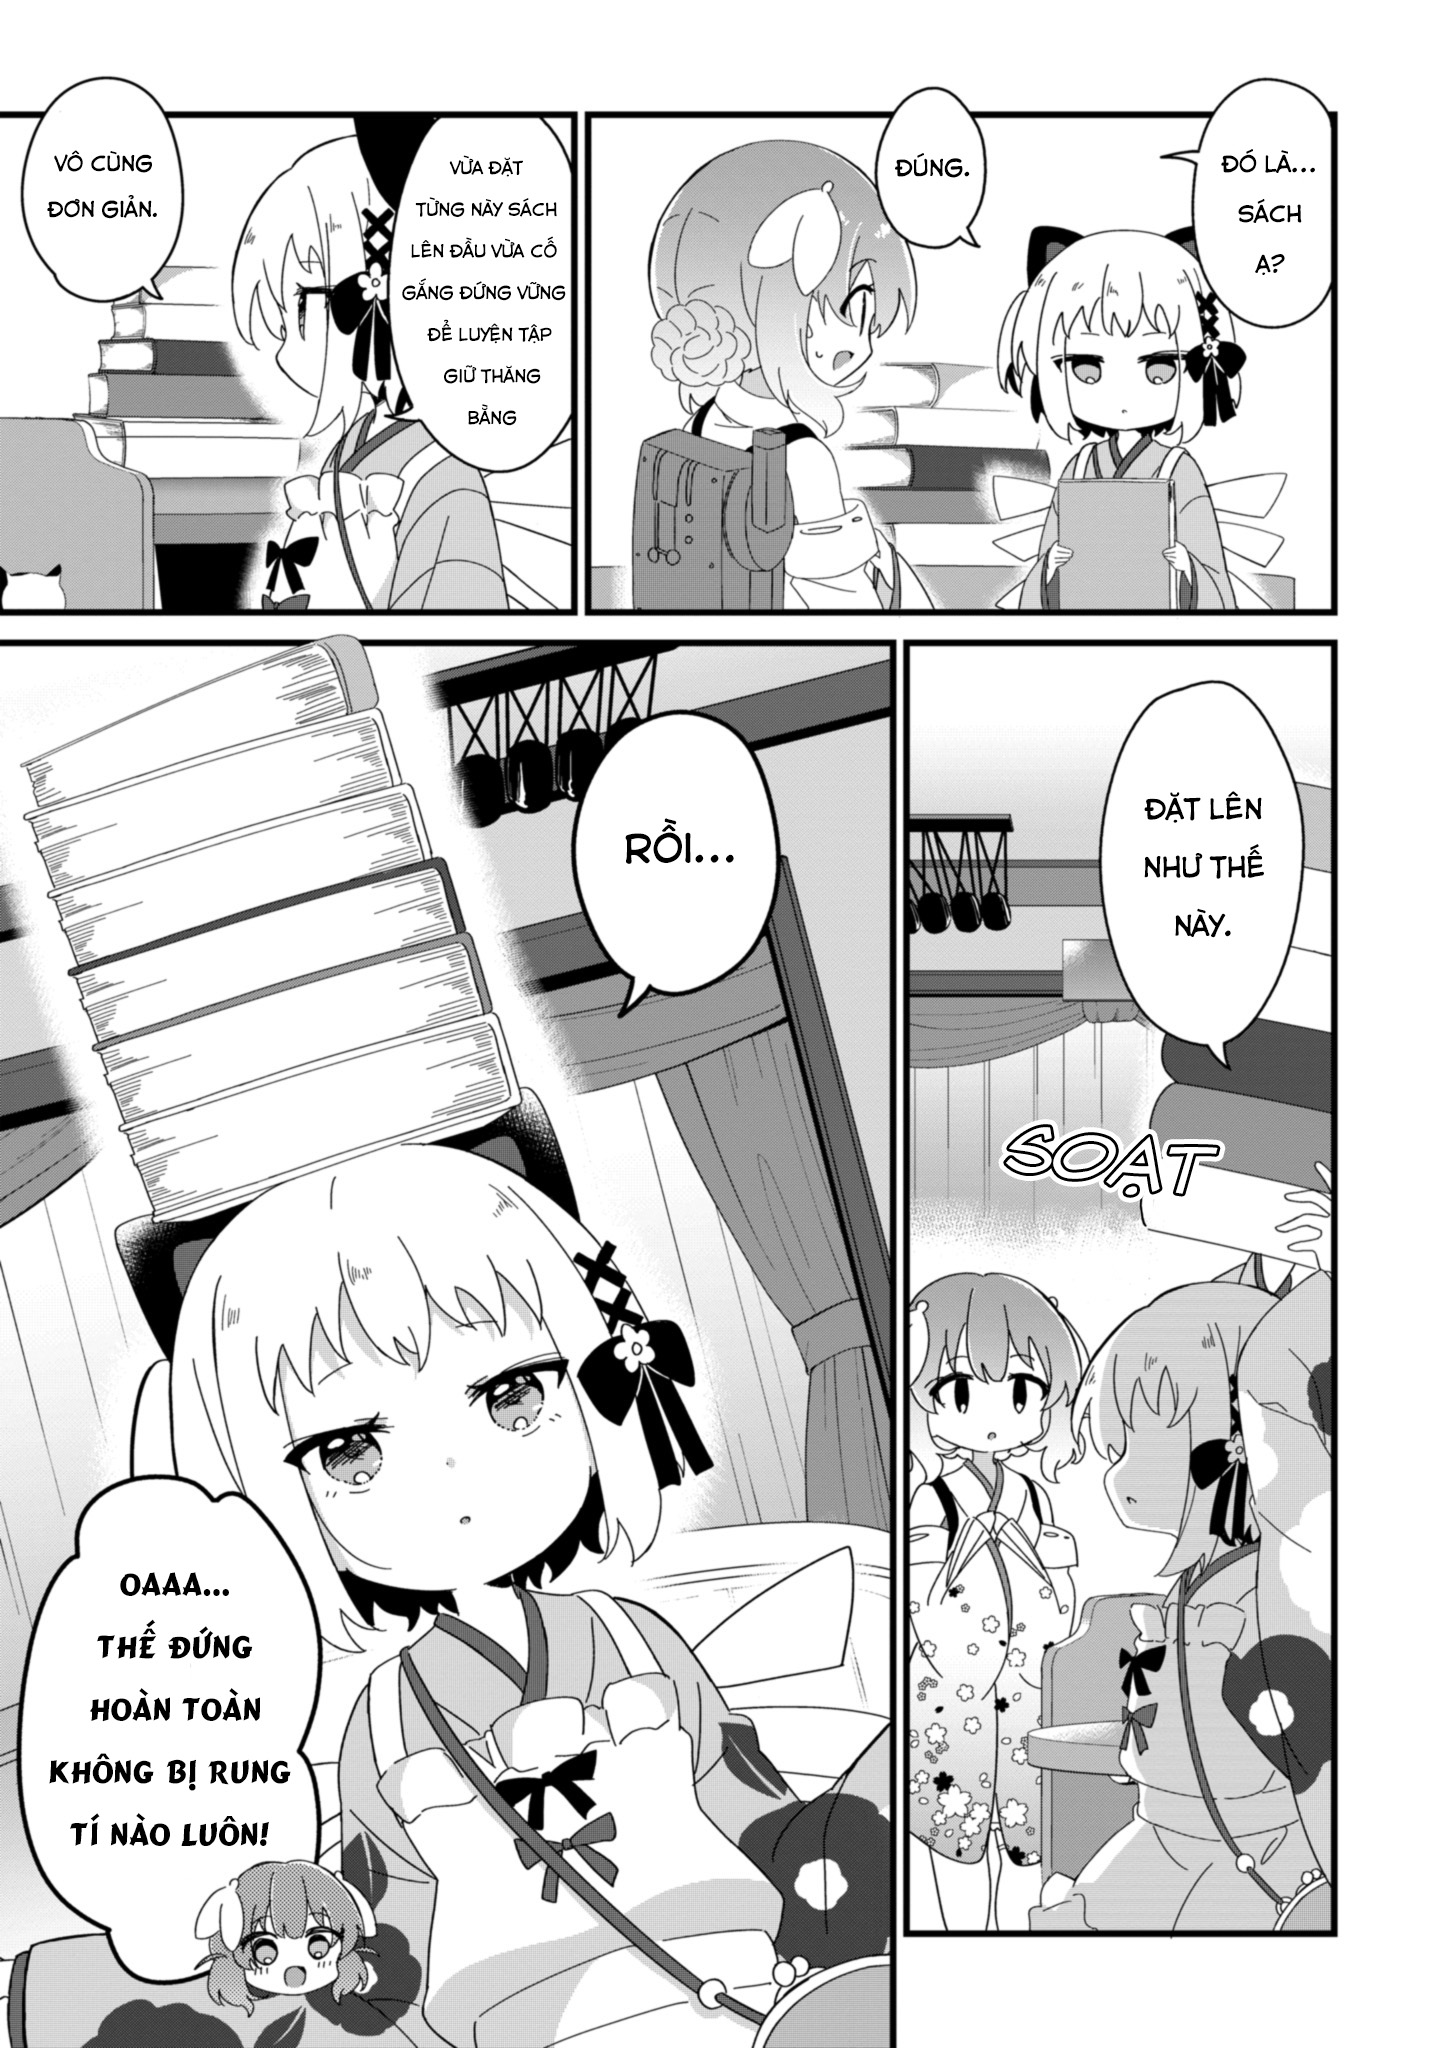 ĐÓ LÀ...
SÁCH
Ạ?
ĐÚNG.
VỪA ĐẶT
TỪNG NÀY SÁCH
LÊN ĐẦU VỪA CỐ
GẮNG ĐỨNG VỮNG
ĐỂ LUYỆN TẬP
GIỮ THĂNG
BẰNG
VÔ CÙNG
ĐƠN GIẢN.
ĐẶT LÊN
NHƯ THẾ
NÀY.
SOẠT
RỒI...
OAAA...
THẾ ĐỨNG
HOÀN TOÀN
KHÔNG BỊ RUNG
TÍ NÀO LUÔN!